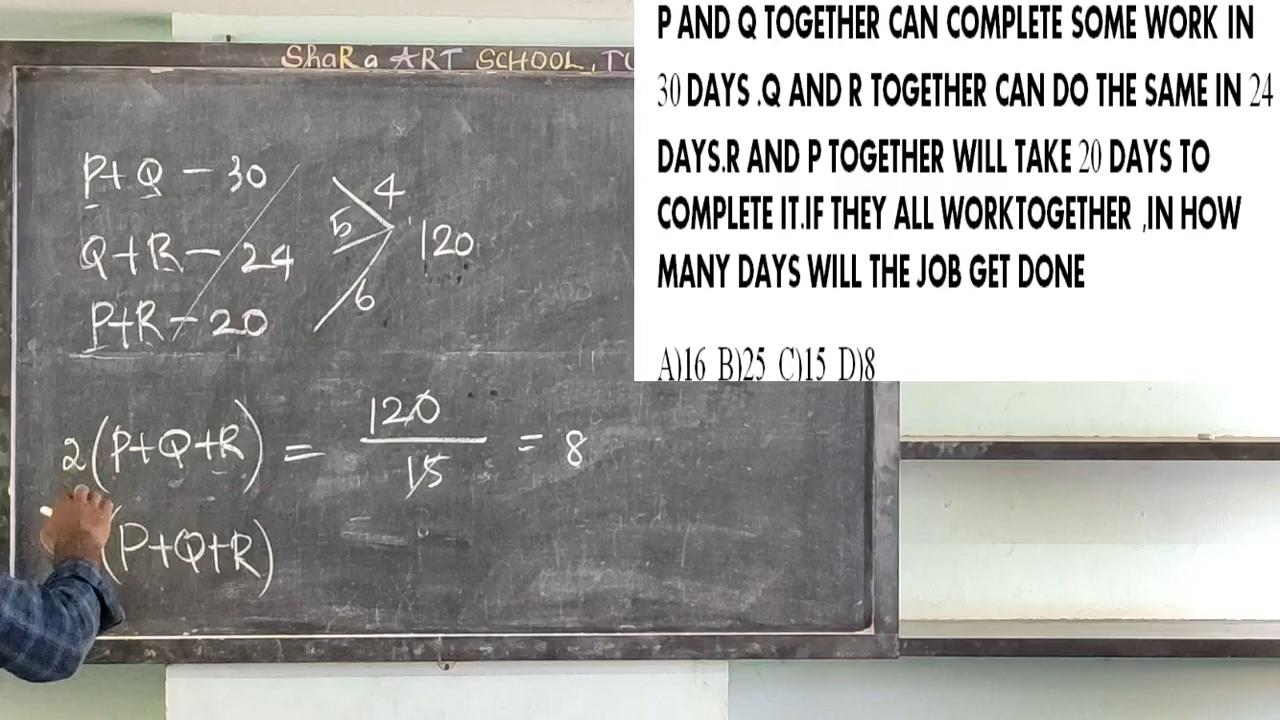 ShaRa ART SCHOOL, TU
P+Q - 30
4
Q+R - 24
5
120
P+R - 20
6
2(P+Q+R) = 120/15 = 8
(P+Q+R)
P AND Q TOGETHER CAN COMPLETE SOME WORK IN
30 DAYS .Q AND R TOGETHER CAN DO THE SAME IN 24
DAYS.R AND P TOGETHER WILL TAKE 20 DAYS TO
COMPLETE IT.IF THEY ALL WORKTOGETHER ,IN HOW
MANY DAYS WILL THE JOB GET DONE
A)16 B)25 C)15 D)8